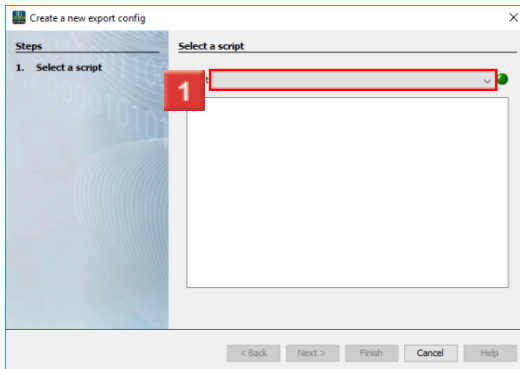 Create a new export config
Steps
1. Select a script
Select a script
1
< Back Next > Finish Cancel Help